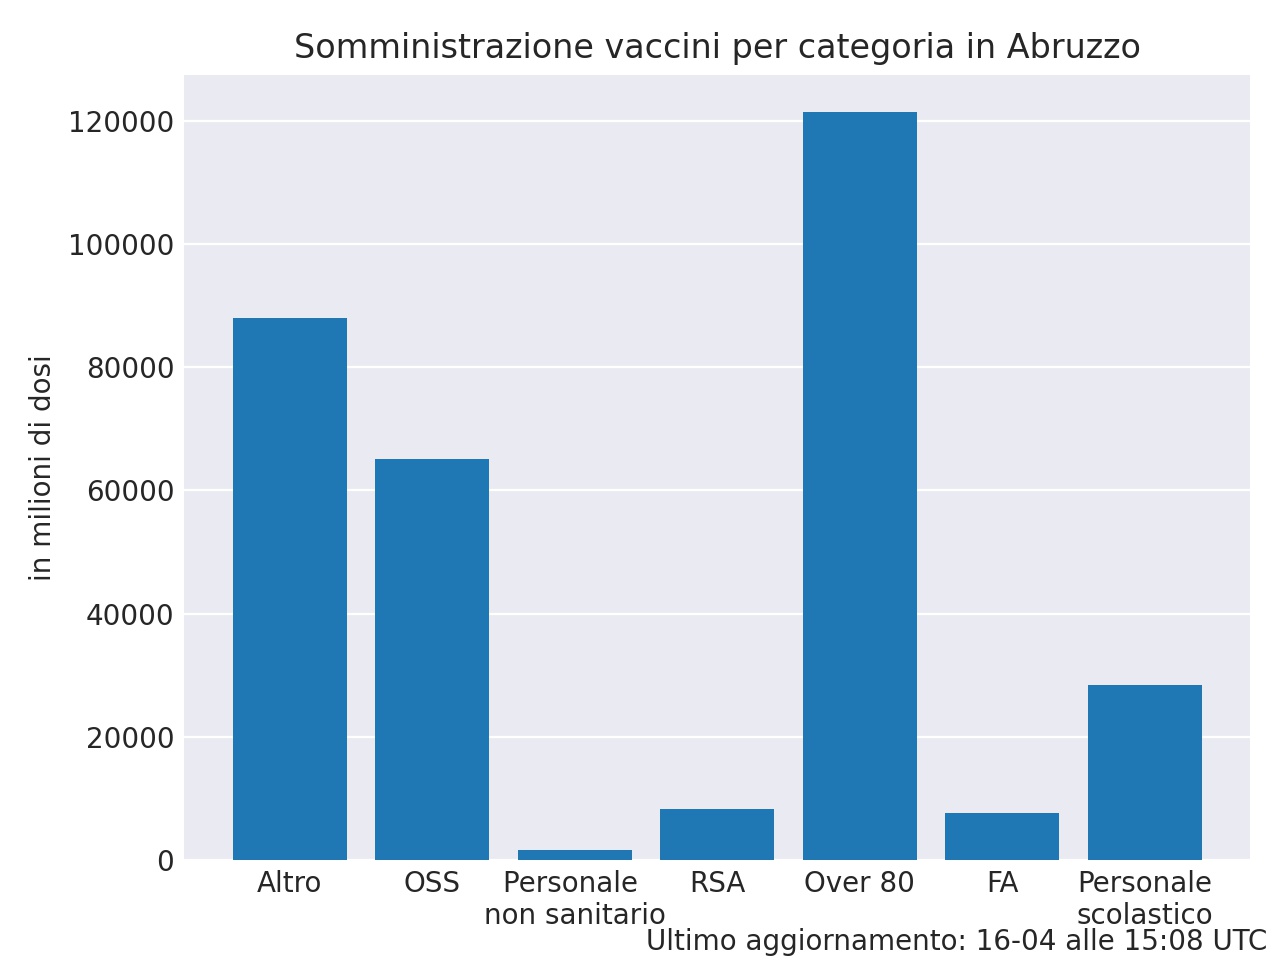 Somministrazione vaccini per categoria in Abruzzo
in milioni di dosi
120000
100000
80000
60000
40000
20000
0
Altro
OSS
Personale
non sanitario
RSA
Over 80
FA
Personale
scolastico
Ultimo aggiornamento: 16-04 alle 15:08 UTC